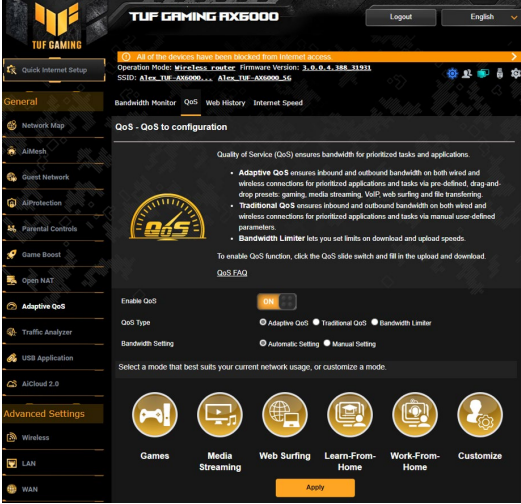 TUF GAMING AX6000
Logout
English
TUF GAMING
All of the devices have been blocked from Internet access.
Quick Internet Setup
Operation Mode: Wireless router Firmware Version: 3.0.0.4.388_31931
SSID: Alex_TUF-AX6000... Alex_TUF-AX6000_5G
General
Bandwidth Monitor QoS Web History Internet Speed
Network Map
QoS - QoS to configuration
AiMesh
Guest Network
AiProtection
Parental Controls
Game Boost
Open NAT
Adaptive QoS
Traffic Analyzer
USB Application
AiCloud 2.0
Advanced Settings
Wireless
LAN
WAN
Quality of Service (QoS) ensures bandwidth for prioritized tasks and applications.
• Adaptive QoS ensures inbound and outbound bandwidth on both wired and
wireless connections for prioritized applications and tasks via pre-defined, drag-and-
drop presets: gaming, media streaming, VoIP, web surfing and file transferring.
• Traditional QoS ensures inbound and outbound bandwidth on both wired and
wireless connections for prioritized applications and tasks via manual user-defined
parameters.
• Bandwidth Limiter lets you set limits on download and upload speeds.
QoS
To enable QoS function, click the QoS slide switch and fill in the upload and download.
QoS FAQ
Enable QoS
ON
QoS Type
Adaptive QoS Traditional QoS Bandwidth Limiter
Bandwidth Setting
Automatic Setting Manual Setting
Select a mode that best suits your current network usage, or customize a mode.
Games
Media
Streaming
Web Surfing
Learn-From-
Home
Work-From-
Home
Customize
Apply